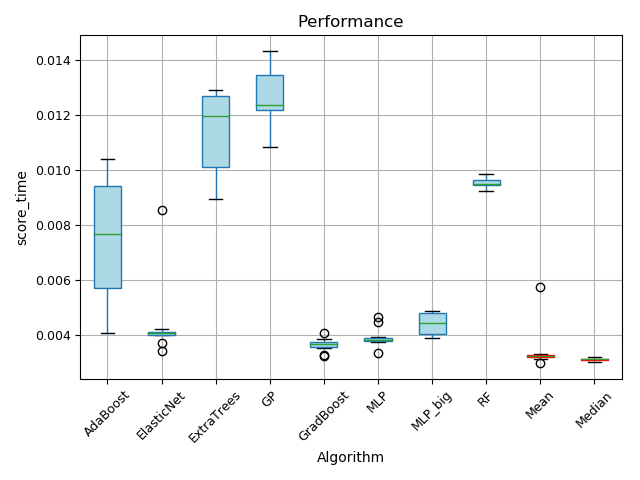 Performance
0.014
0.012
0.010
0.008
0.006
0.004
score_time
AdaBoost
ElasticNet
ExtraTrees
GP
GradBoost
MLP
MLP_big
RF
Mean
Median
Algorithm